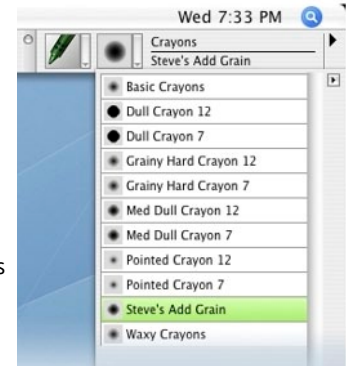 Wed 7:33 PM
Crayons
Steve's Add Grain
Basic Crayons
Dull Crayon 12
Dull Crayon 7
Grainy Hard Crayon 12
Grainy Hard Crayon 7
Med Dull Crayon 12
Med Dull Crayon 7
Pointed Crayon 12
Pointed Crayon 7
Steve's Add Grain
Waxy Crayons
s